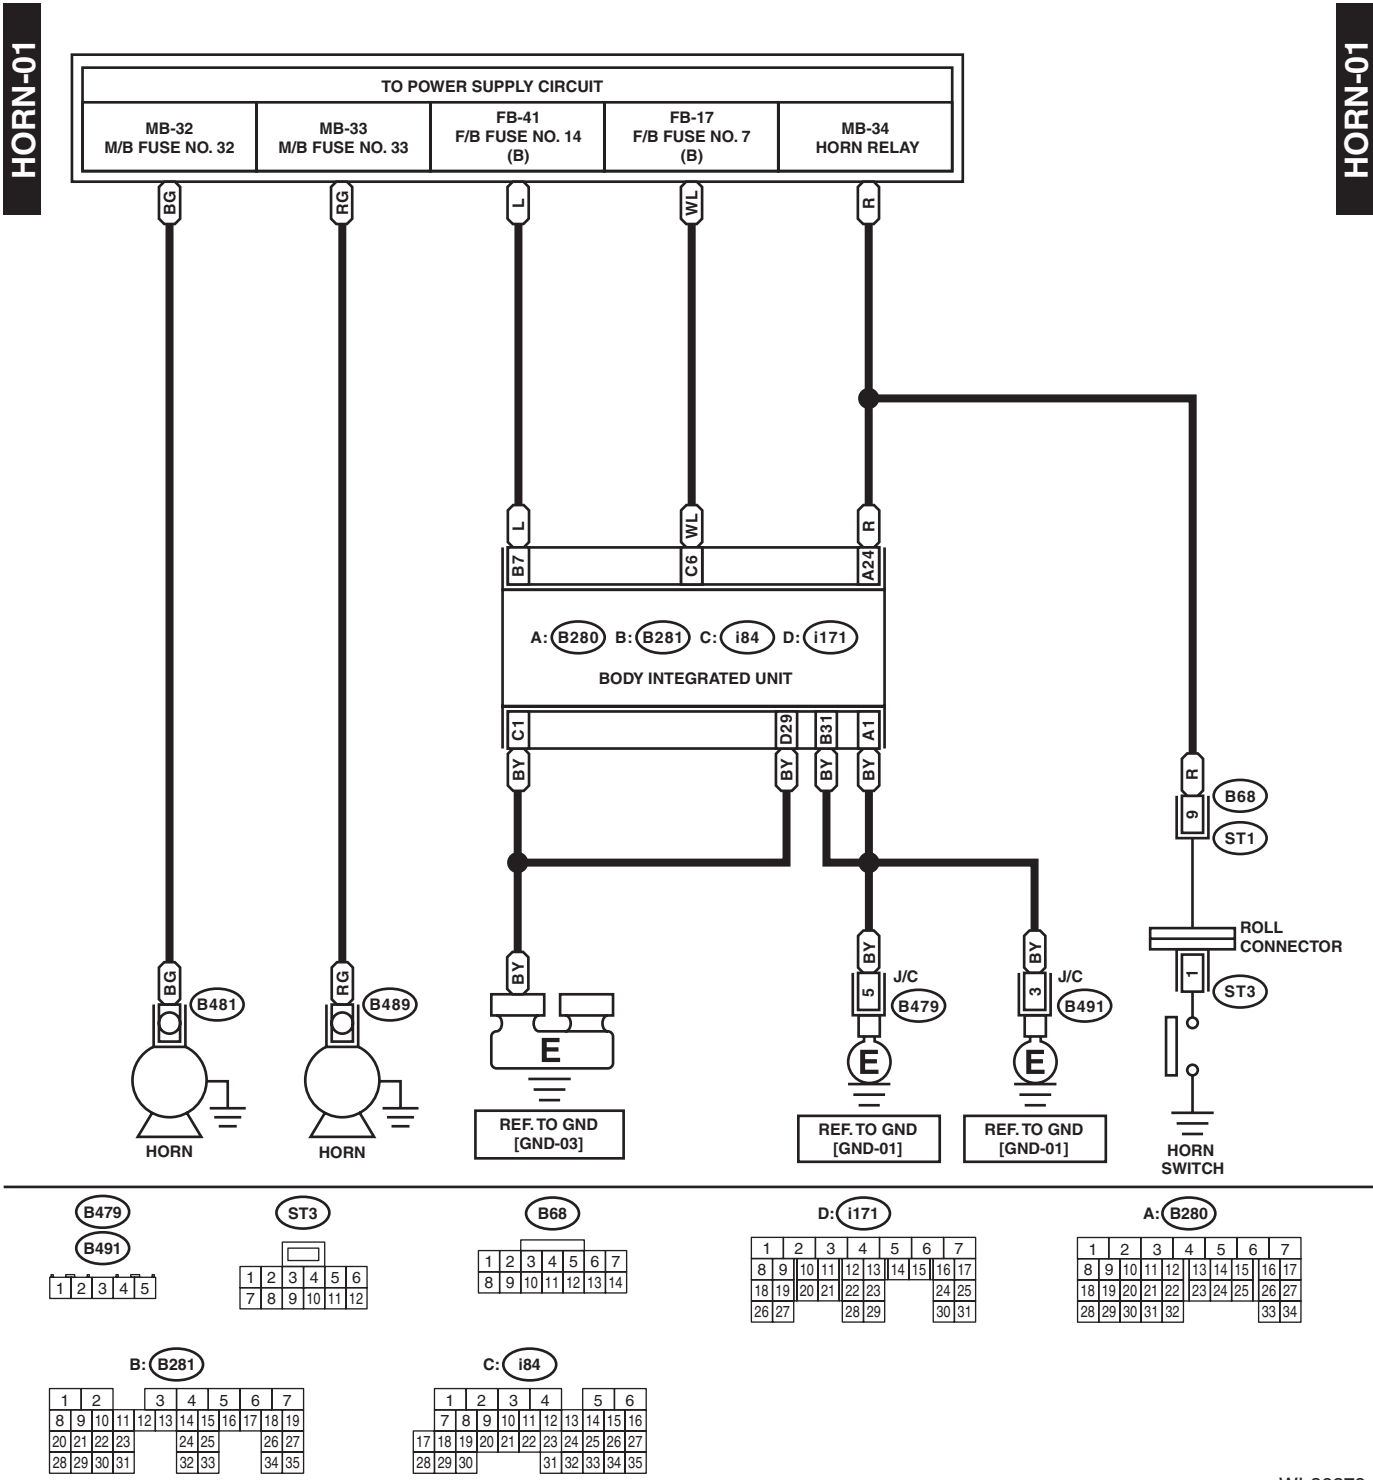 HORN-01
HORN-01
TO POWER SUPPLY CIRCUIT
MB-32
M/B FUSE NO. 32
MB-33
M/B FUSE NO. 33
FB-41
F/B FUSE NO. 14
(B)
FB-17
F/B FUSE NO. 7
(B)
MB-34
HORN RELAY
BG
RG
L
WL
R
L
WL
R
B7
C6
A24
A: B280 B: B281 C: i84 D: i171
BODY INTEGRATED UNIT
C1
D29
B31
A1
BY
BY
BY
BY
R
B68
9
ST1
ROLL
CONNECTOR
1
ST3
BG
B481
RG
B489
BY
BY
J/C
5
B479
BY
J/C
3
B491
E
E
E
REF. TO GND
[GND-03]
REF. TO GND
[GND-01]
REF. TO GND
[GND-01]
HORN
HORN
HORN
SWITCH
B479
B491
1 2 3 4 5
ST3
1 2 3 4 5 6
7 8 9 10 11 12
B68
1 2 3 4 5 6 7
8 9 10 11 12 13 14
D: i171
1 2 3 4 5 6 7
8 9 10 11 12 13 14 15 16 17
18 19 20 21 22 23 24 25
26 27 28 29 30 31
A: B280
1 2 3 4 5 6 7
8 9 10 11 12 13 14 15 16 17
18 19 20 21 22 23 24 25 26 27
28 29 30 31 32 33 34
B: B281
1 2 3 4 5 6 7
8 9 10 11 12 13 14 15 16 17 18 19
20 21 22 23 24 25 26 27
28 29 30 31 32 33 34 35
C: i84
1 2 3 4 5 6
7 8 9 10 11 12 13 14 15 16
17 18 19 20 21 22 23 24 25 26 27
28 29 30 31 32 33 34 35